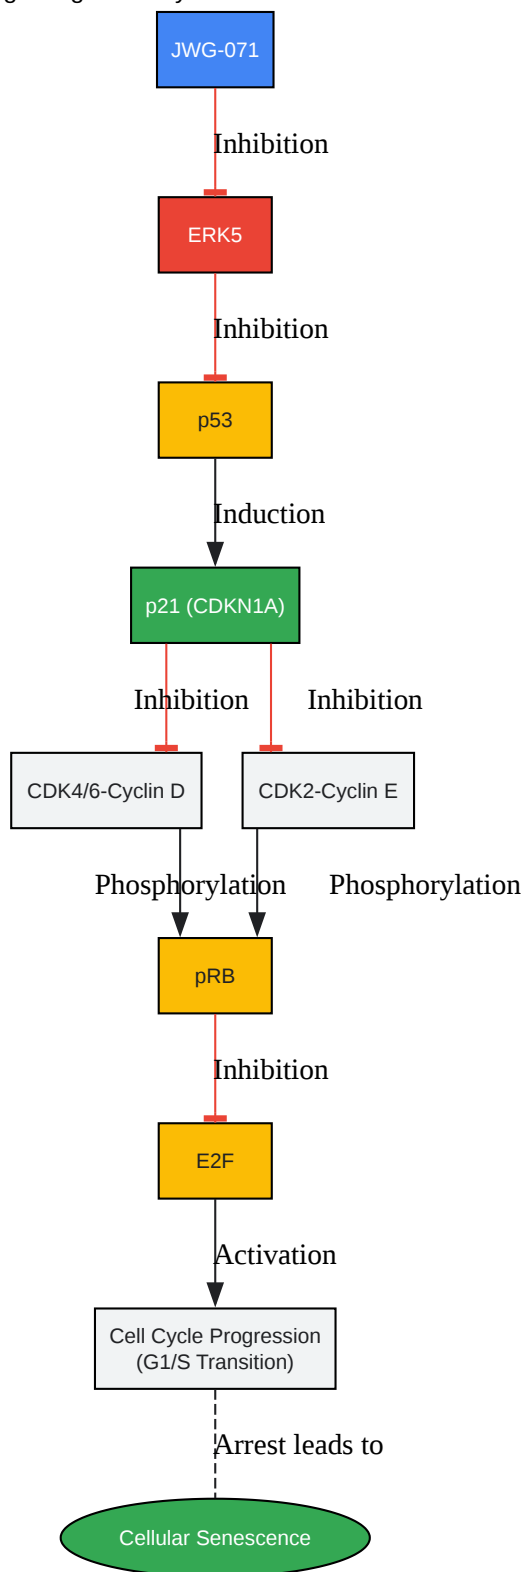 JWG-071
Inhibition
ERK5
Inhibition
p53
Induction
p21 (CDKN1A)
Inhibition
Inhibition
CDK4/6-Cyclin D
CDK2-Cyclin E
Phosphorylation
Phosphorylation
pRB
Inhibition
E2F
Activation
Cell Cycle Progression
(G1/S Transition)
Arrest leads to
Cellular Senescence